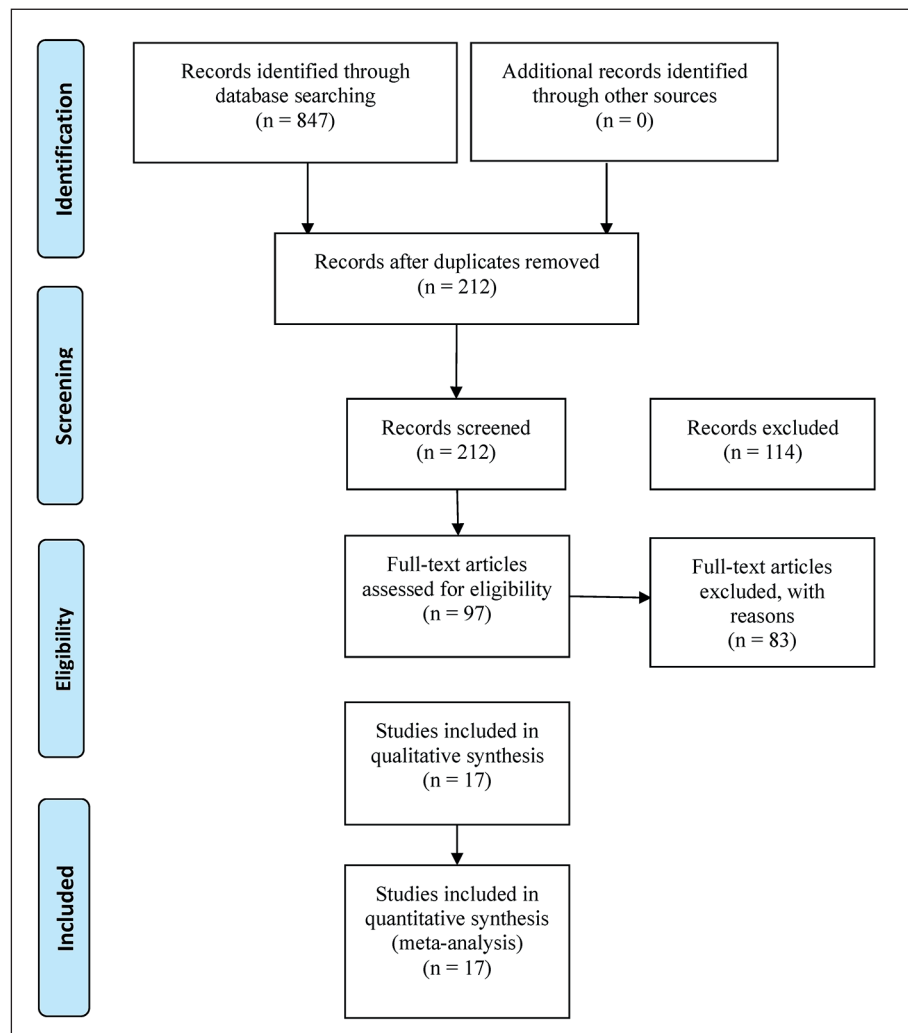 Identification
Records identified through
database searching
(n = 847)
Additional records identified
through other sources
(n = 0)
Records after duplicates removed
(n = 212)
Screening
Records screened
(n = 212)
Records excluded
(n = 114)
Eligibility
Full-text articles
assessed for eligibility
(n = 97)
Full-text articles
excluded, with
reasons
(n = 83)
Studies included in
qualitative synthesis
(n = 17)
Included
Studies included in
quantitative synthesis
(meta-analysis)
(n = 17)